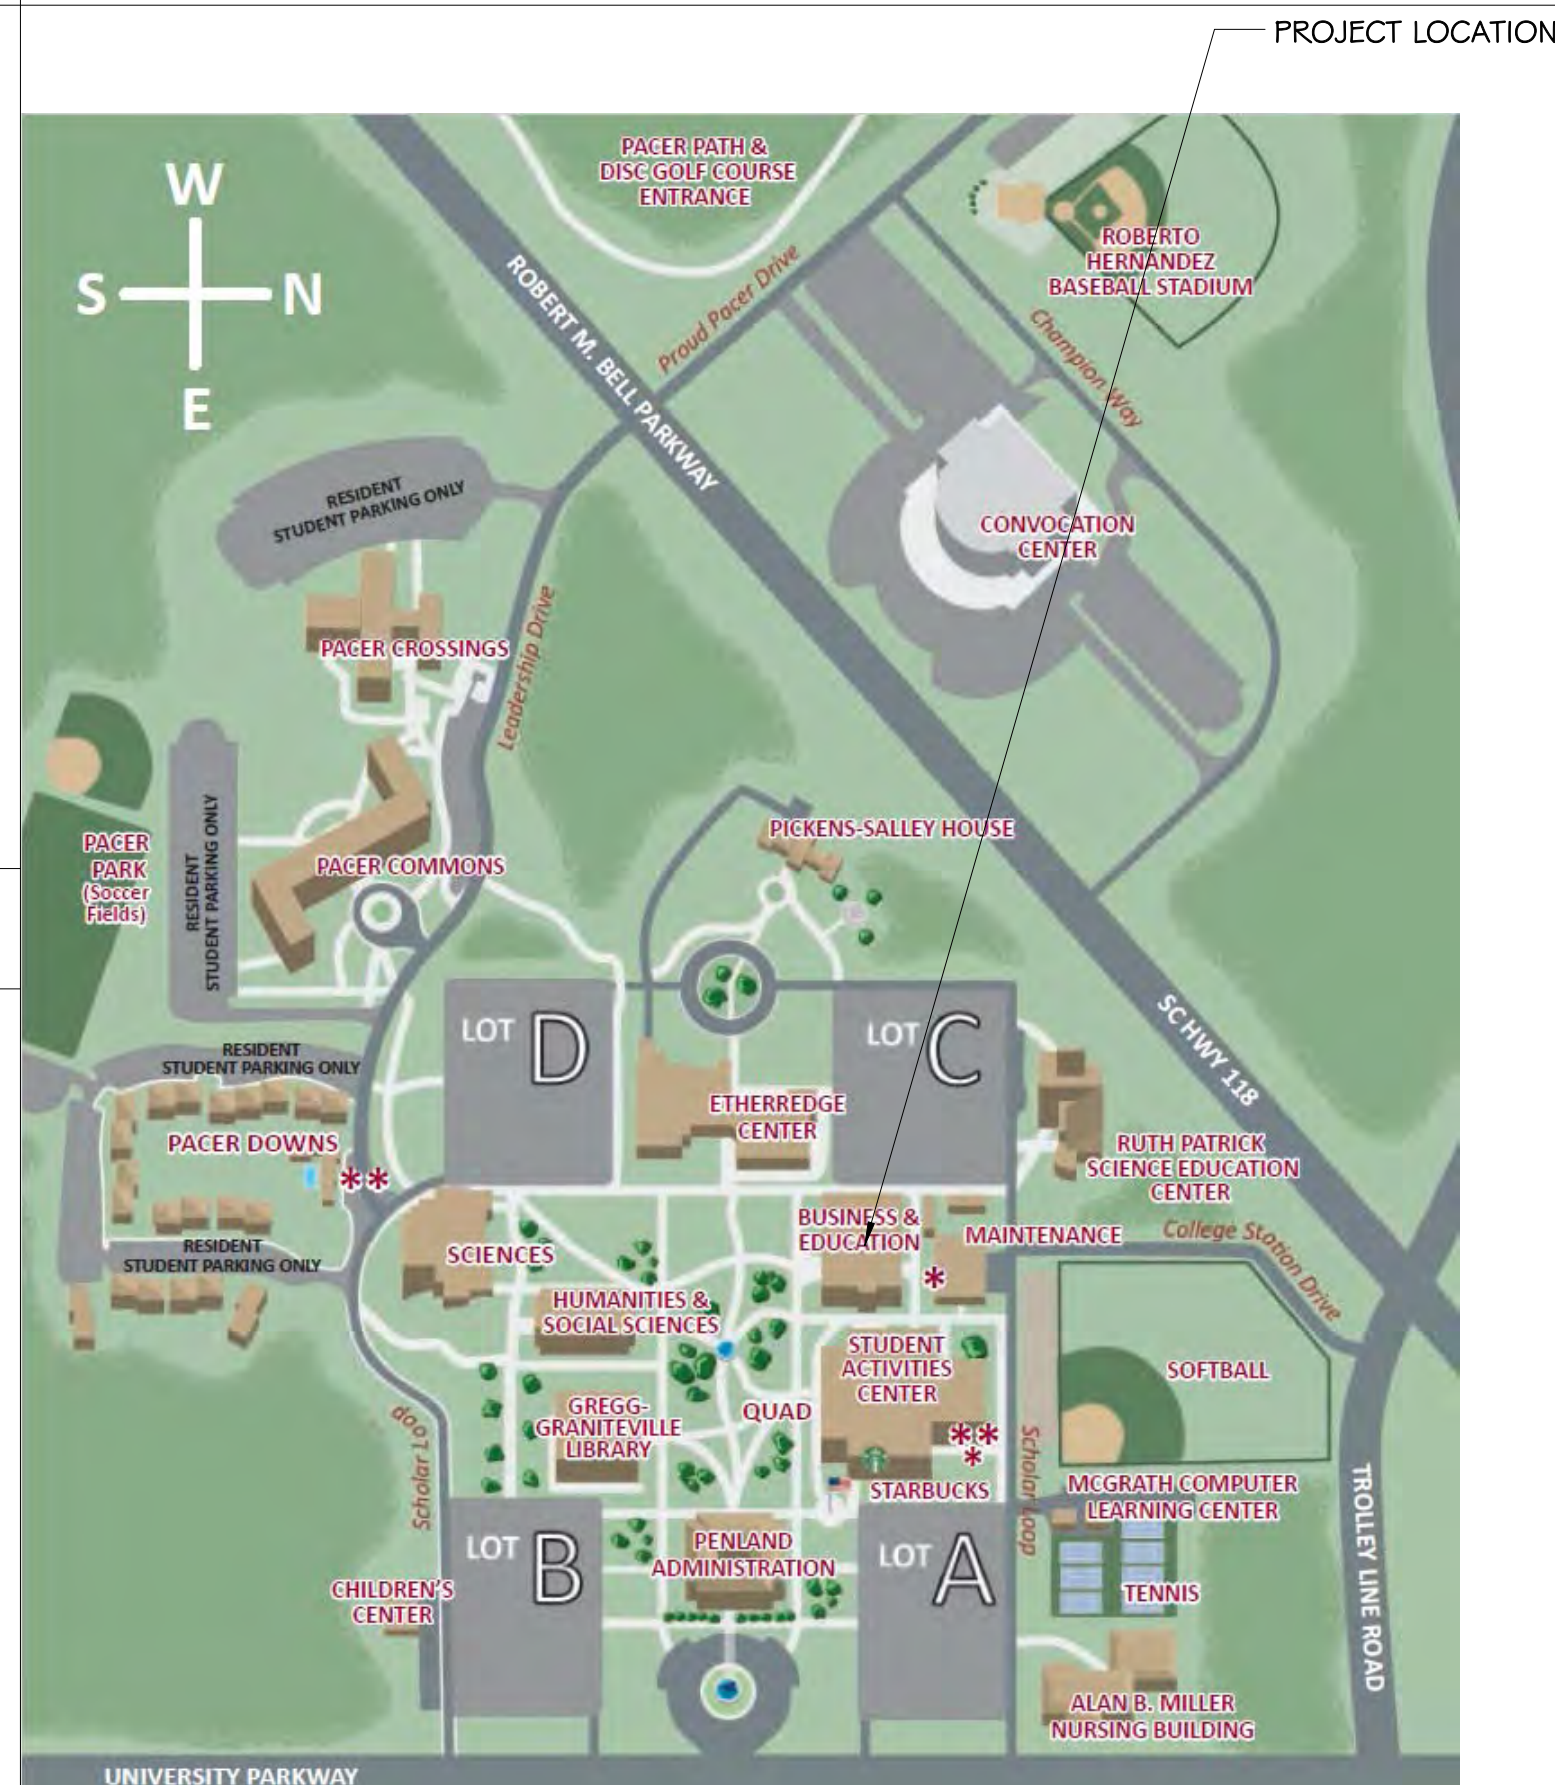 PROJECT LOCATION
PACER PATH &
DISC GOLF COURSE
ENTRANCE
W
S
N
E
ROBERTO
HERNANDEZ
BASEBALL STADIUM
ROBERT M. BELL PARKWAY
Proud Pacer Drive
Champion Way
RESIDENT
STUDENT PARKING ONLY
CONVOCATION
CENTER
PACER CROSSINGS
Leadership Drive
PICKENS-SALLEY HOUSE
PACER
PARK
(Soccer
Fields)
RESIDENT
STUDENT PARKING ONLY
PACER COMMONS
SC HWY 118
LOT D
LOT C
RESIDENT
STUDENT PARKING ONLY
ETHERREDGE
CENTER
PACER DOWNS
**
RUTH PATRICK
SCIENCE EDUCATION
CENTER
BUSINESS &
EDUCATION
MAINTENANCE
College Station Drive
RESIDENT
STUDENT PARKING ONLY
SCIENCES
*
HUMANITIES &
SOCIAL SCIENCES
STUDENT
ACTIVITIES
CENTER
SOFTBALL
GREGG-
GRANITEVILLE
LIBRARY
QUAD
**
*
Scholar Loop
Scholar Loop
STARBUCKS
MCGRATH COMPUTER
LEARNING CENTER
TROLLEY LINE ROAD
LOT B
PENLAND
ADMINISTRATION
LOT A
CHILDREN'S
CENTER
TENNIS
ALAN B. MILLER
NURSING BUILDING
UNIVERSITY PARKWAY